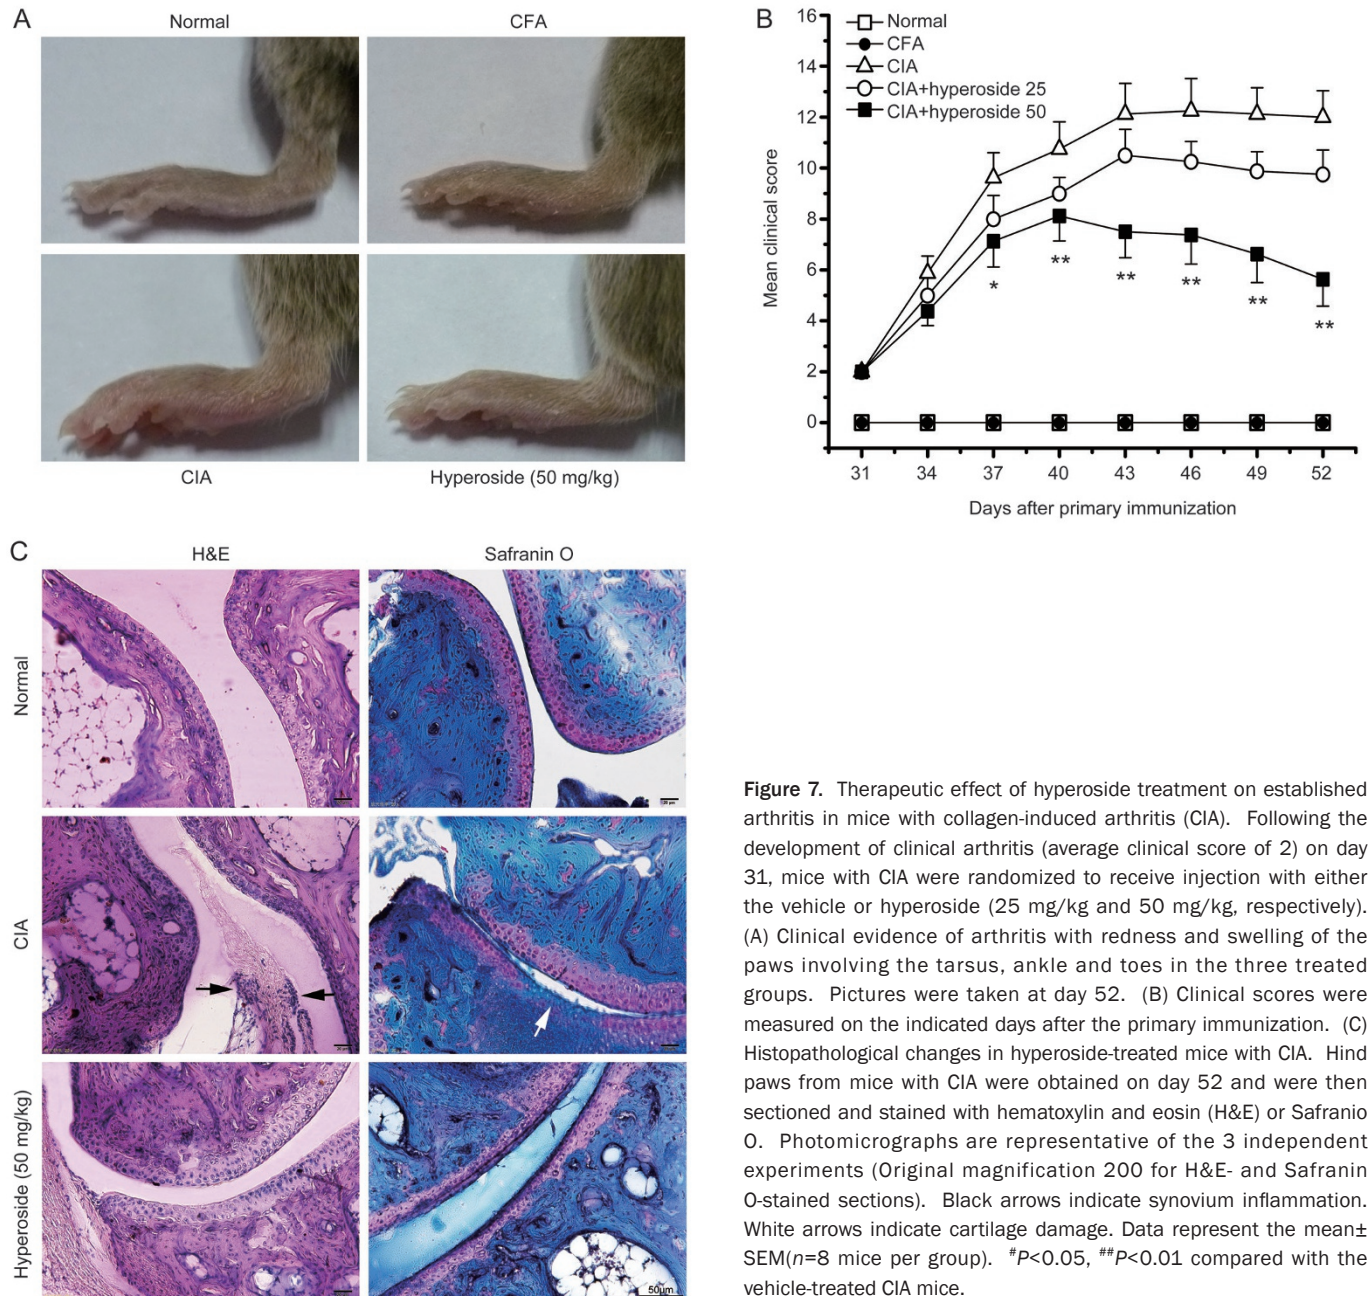 A
Normal
CFA
CIA
Hyperoside (50 mg/kg)
B
Normal
CFA
CIA
CIA+hyperoside 25
CIA+hyperoside 50
Mean clinical score
16
14
12
10
8
6
4
2
0
*
**
**
**
**
**
31 34 37 40 43 46 49 52
Days after primary immunization
C
H&E
Safranin O
Normal
CIA
Hyperoside (50 mg/kg)
50μm
Figure 7. Therapeutic effect of hyperoside treatment on established
arthritis in mice with collagen-induced arthritis (CIA). Following the
development of clinical arthritis (average clinical score of 2) on day
31, mice with CIA were randomized to receive injection with either
the vehicle or hyperoside (25 mg/kg and 50 mg/kg, respectively).
(A) Clinical evidence of arthritis with redness and swelling of the
paws involving the tarsus, ankle and toes in the three treated
groups. Pictures were taken at day 52. (B) Clinical scores were
measured on the indicated days after the primary immunization. (C)
Histopathological changes in hyperoside-treated mice with CIA. Hind
paws from mice with CIA were obtained on day 52 and were then
sectioned and stained with hematoxylin and eosin (H&E) or Safranio
O. Photomicrographs are representative of the 3 independent
experiments (Original magnification 200 for H&E- and Safranin
O-stained sections). Black arrows indicate synovium inflammation.
White arrows indicate cartilage damage. Data represent the mean±
SEM(n=8 mice per group). #P<0.05, ##P<0.01 compared with the
vehicle-treated CIA mice.